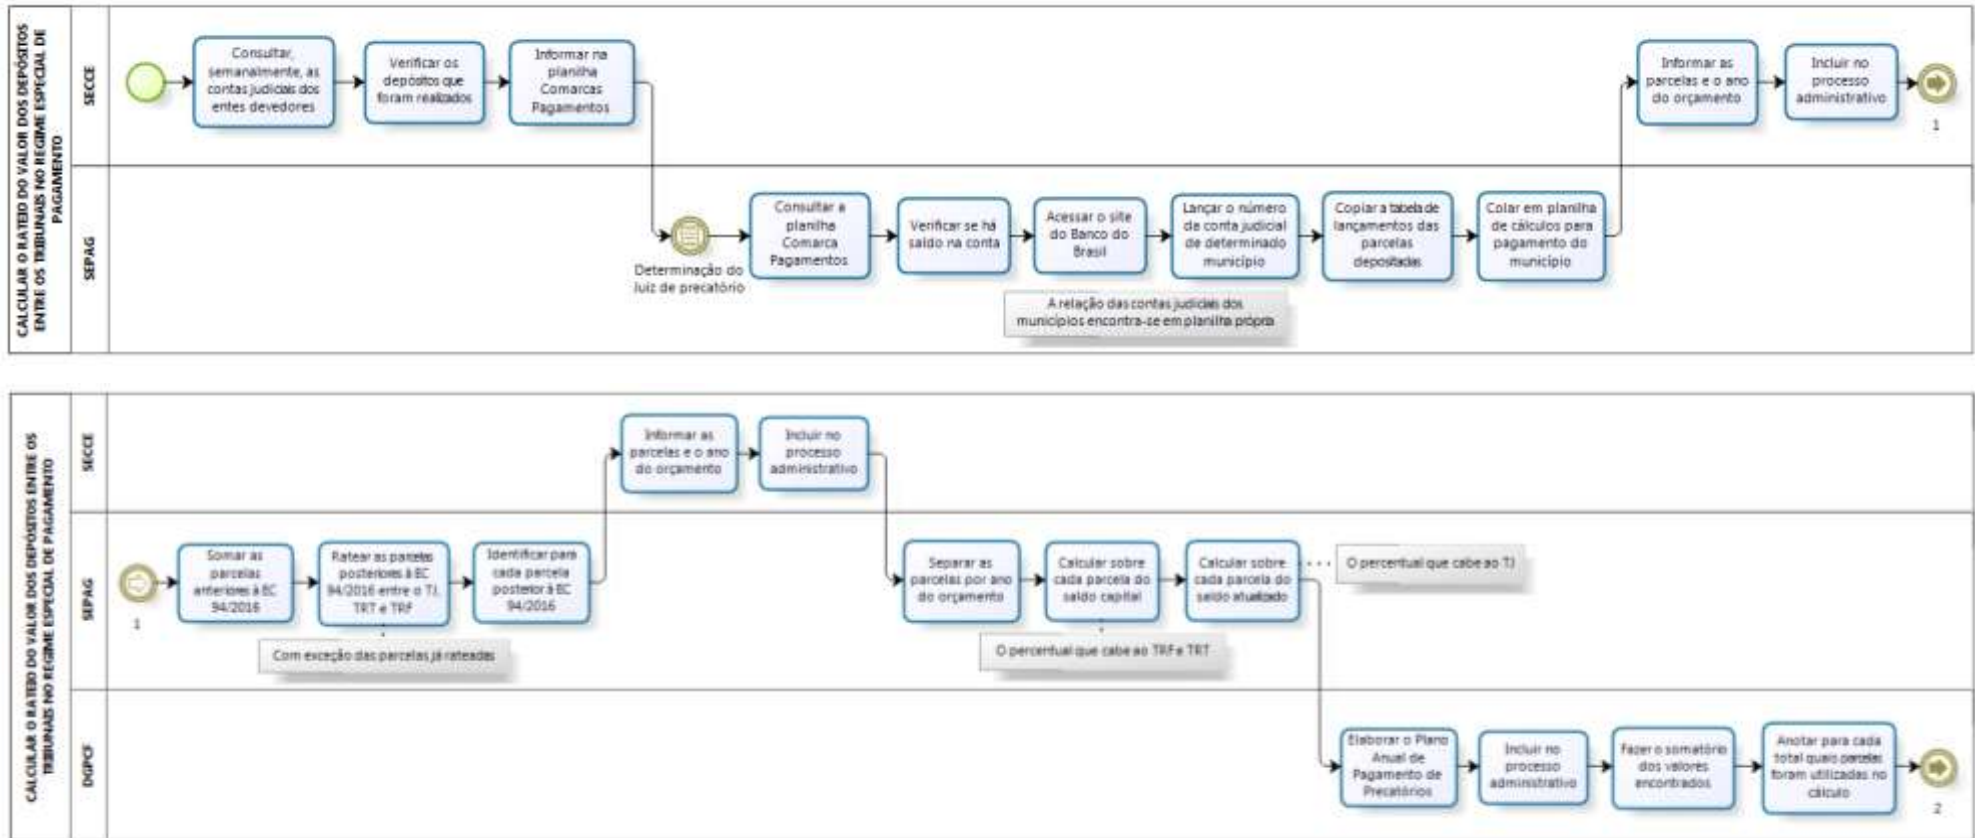 CALCULAR O RATEIO DO VALOR DOS DEPÓSITOS
ENTRE OS TRIBUNAIS NO REGIME ESPECIAL DE
PAGAMENTO
SECCE
Consultar,
semanalmente, as
contas judiciais dos
entes devedores
Verificar os
depósitos que
foram realizados
Informar na
planilha
Comarcas
Pagamentos
Informar as
parcelas e o ano
do orçamento
Incluir no
processo
administrativo
1
SEPAG
Determinação do
Juiz de precatório
Consultar a
planilha
Comarca
Pagamentos
Verificar se há
saldo na conta
Acessar o site
do Banco do
Brasil
Lançar o número
da conta judicial
de determinado
município
Copiar a tabela de
lançamentos das
parcelas
depositadas
Colar em planilha
de cálculos para
pagamento do
município
A relação das contas judiciais dos
municípios encontra-se em planilha própria
CALCULAR O RATEIO DO VALOR DOS DEPÓSITOS ENTRE OS
TRIBUNAIS NO REGIME ESPECIAL DE PAGAMENTO
SECCE
Informar as
parcelas e o ano
do orçamento
Incluir no
processo
administrativo
SEPAG
1
Somar as
parcelas
anteriores à EC
94/2016
Ratear as parcelas
posteriores à EC
94/2016 entre o TJ,
TRT e TRF
Identificar para
cada parcela
posterior à EC
94/2016
Com exceção das parcelas já rateadas
Separar as
parcelas por ano
do orçamento
Calcular sobre
cada parcela do
saldo capital
Calcular sobre
cada parcela do
saldo atualizado
O percentual que cabe ao TJ
O percentual que cabe ao TRF e TRT
DGPCF
Elaborar o Plano
Anual de
Pagamento de
Precatórios
Incluir no
processo
administrativo
Fazer o somatório
dos valores
encontrados
Anotar para cada
total quais parcelas
foram utilizadas no
cálculo
2